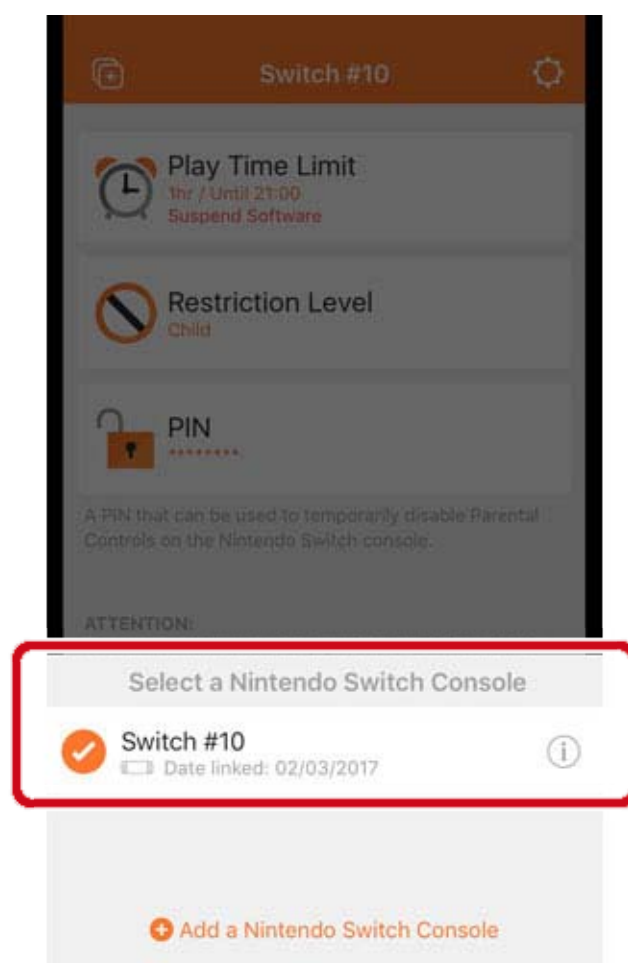 Switch #10
Play Time Limit
1hr / Until 21:00
Suspend Software
Restriction Level
Child
PIN
********
A PIN that can be used to temporarily disable Parental
Controls on the Nintendo Switch console.
ATTENTION:
Select a Nintendo Switch Console
Switch #10
Date linked: 02/03/2017
Add a Nintendo Switch Console